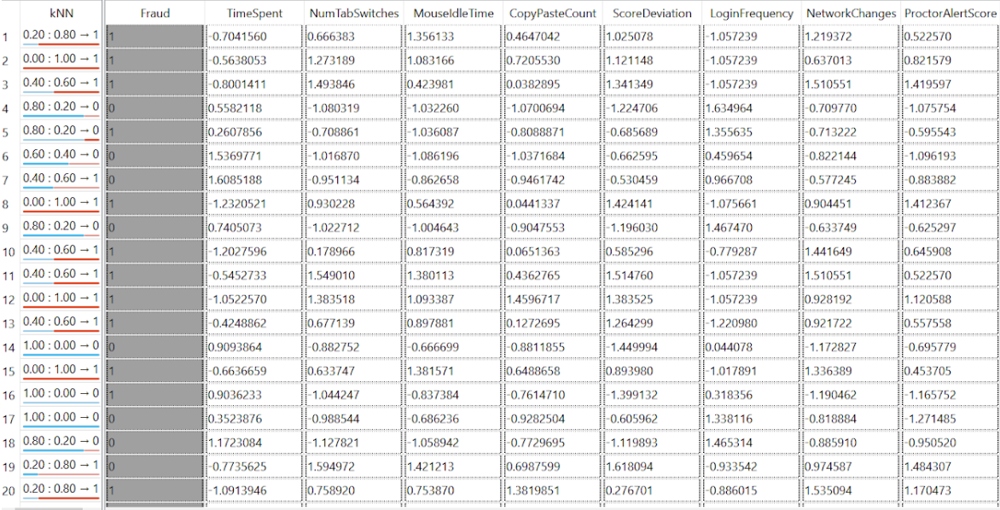 kNN Fraud TimeSpent NumTabSwitches MouseIdleTime CopyPasteCount ScoreDeviation LoginFrequency NetworkChanges ProctorAlertScore
1 0.20 : 0.80 → 1 1 -0.7041560 0.666383 1.356133 0.4647042 1.025078 -1.057239 1.219372 0.522570
2 0.00 : 1.00 → 1 1 -0.5638053 1.273189 1.083166 0.7205530 1.121148 -1.057239 0.637013 0.821579
3 0.40 : 0.60 → 1 1 -0.8001411 1.493846 0.423981 0.0382895 1.341349 -1.057239 1.510551 1.419597
4 0.80 : 0.20 → 0 0 0.5582118 -1.080319 -1.032260 -1.0700694 -1.224706 1.634964 -0.709770 -1.075754
5 0.80 : 0.20 → 0 1 0.2607856 -0.708861 -1.036087 -0.8088871 -0.685689 1.355635 -0.713222 -0.595543
6 0.60 : 0.40 → 0 0 1.5369771 -1.016870 -1.086196 -1.0371684 -0.662595 0.459654 -0.822144 -1.096193
7 0.40 : 0.60 → 1 0 1.6085188 -0.951134 -0.862658 -0.9461742 -0.530459 0.966708 -0.577245 -0.883882
8 0.00 : 1.00 → 1 1 -1.2320521 0.930228 0.564392 0.0441337 1.424141 -1.075661 0.904451 1.412367
9 0.80 : 0.20 → 0 0 0.7405073 -1.022712 -1.004643 -0.9047553 -1.196030 1.467470 -0.633749 -0.625297
10 0.40 : 0.60 → 1 1 -1.2027596 0.178966 0.817319 0.0651363 0.585296 -0.779287 1.441649 0.645908
11 0.40 : 0.60 → 1 1 -0.5452733 1.549010 1.380113 0.4362765 1.514760 -1.057239 1.510551 0.522570
12 0.00 : 1.00 → 1 1 -1.0522570 1.383518 1.093387 1.4596717 1.383525 -1.057239 0.928192 1.120588
13 0.40 : 0.60 → 1 1 -0.4248862 0.677139 0.897881 0.1272695 1.264299 -1.220980 0.921722 0.557558
14 1.00 : 0.00 → 0 0 0.9093864 -0.882752 -0.666699 -0.8811855 -1.449994 0.044078 -1.172827 -0.695779
15 0.00 : 1.00 → 1 1 -0.6636659 0.633747 1.381571 0.6488658 0.893980 -1.017891 1.336389 0.453705
16 1.00 : 0.00 → 0 1 0.9036233 -1.044247 -0.837384 -0.7614710 -1.399132 0.318356 -1.190462 -1.165752
17 1.00 : 0.00 → 0 0 0.3523876 -0.988544 -0.686236 -0.9282504 -0.605962 1.338116 -0.818884 -1.271485
18 0.80 : 0.20 → 0 0 1.1723084 -1.127821 -1.058942 -0.7729695 -1.119893 1.465314 -0.885910 -0.950520
19 0.20 : 0.80 → 1 0 -0.7735625 1.594972 1.421213 0.6987599 1.618094 -0.933542 0.974587 1.484307
20 0.20 : 0.80 → 1 1 -1.0913946 0.758920 0.753870 1.3819851 0.276701 -0.886015 1.535094 1.170473